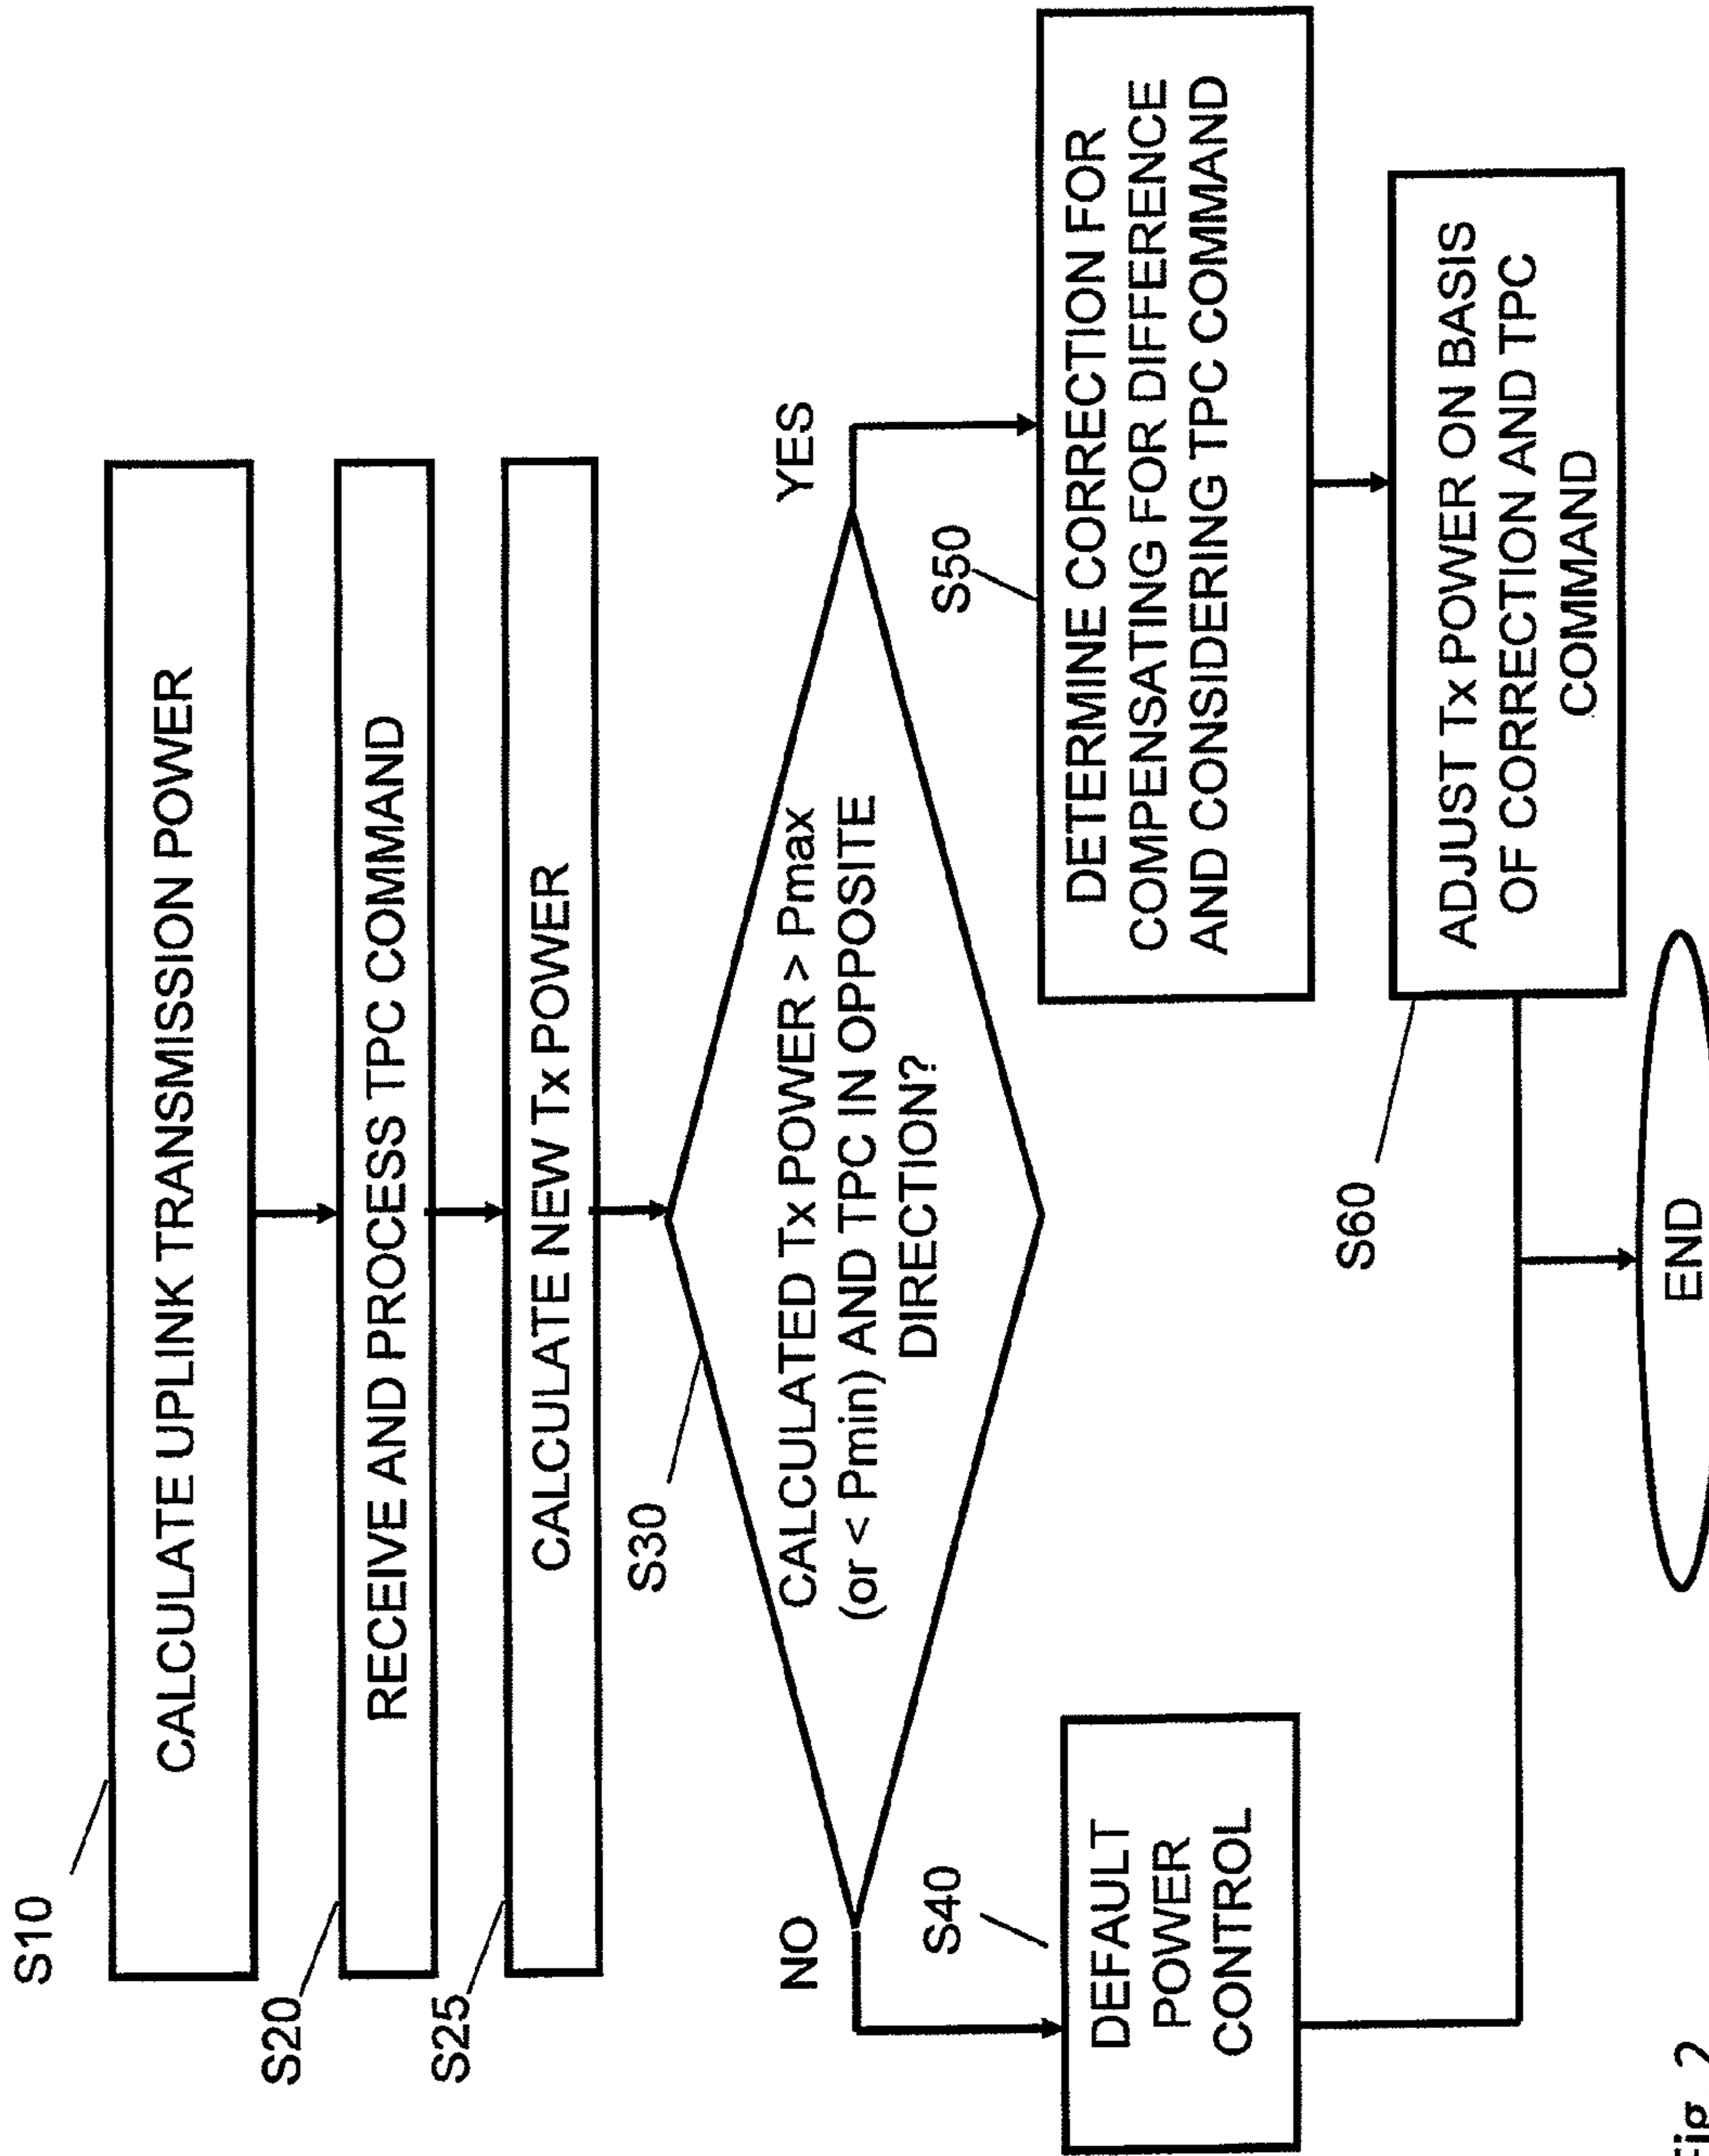 S10
CALCULATE UPLINK TRANSMISSION POWER
S20
RECEIVE AND PROCESS TPC COMMAND
S25
CALCULATE NEW Tx POWER
S30
CALCULATED Tx POWER > Pmax
(or < Pmin) AND TPC IN OPPOSITE
DIRECTION?
NO
YES
S40
DEFAULT
POWER
CONTROL
S50
DETERMINE CORRECTION FOR
COMPENSATING FOR DIFFERENCE
AND CONSIDERING TPC COMMAND
S60
ADJUST Tx POWER ON BASIS
OF CORRECTION AND TPC
COMMAND
END
Fig. 2